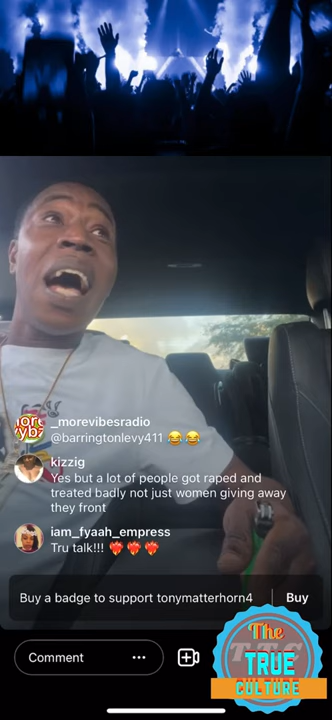 _morevibesradio
@barringtonlevy411 😂😂
kizzig
Yes but a lot of people got raped and
treated badly not just women giving away
they front
iam_fyaah_empress
Tru talk!!! ❤️‍🔥❤️‍🔥❤️‍🔥
Buy a badge to support tonymatterhorn4
Buy
Comment
The
TRUE
CULTURE